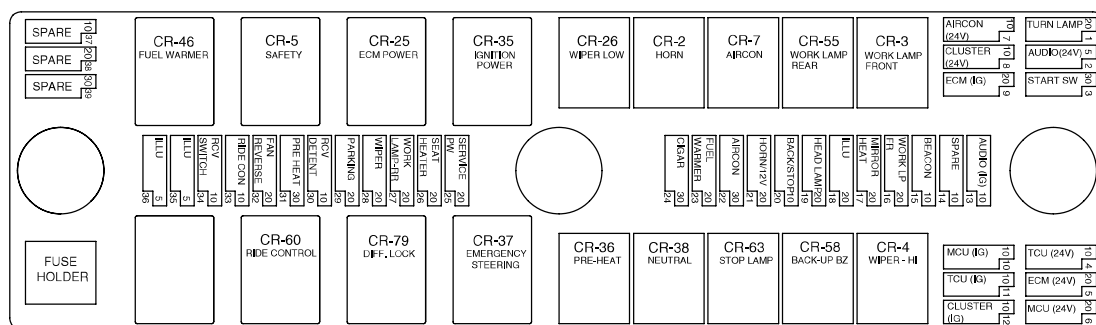 SPARE 10 37
SPARE 20 38
SPARE 30 39
CR-46
FUEL WARMER
CR-5
SAFETY
CR-25
ECM POWER
CR-35
IGNITION
POWER
CR-26
WIPER LOW
CR-2
HORN
CR-7
AIRCON
CR-55
WORK LAMP
REAR
CR-3
WORK LAMP
FRONT
AIRCON
(24V) 10 7
CLUSTER
(24V) 10 8
ECM (IG) 20 9
TURN LAMP 20 1
AUDIO(24V) 5 2
START SW 30 3
ILLU 5 36
ILLU 5 35
RCV
SWITCH 10 34
RIDE CON 10 33
FAN
REVERSE 20 32
PRE HEAT 30 31
RCV
DETENT 10 30
PARKING 20 29
WIPER 20 28
WORK
LAMP-RR 20 27
SEAT
HEATER 10 26
SERVICE
PW 20 25
CIGAR 30 24
FUEL
WARMER 20 23
AIRCON 30 22
HORN/12V 20 21
BACK/STOP 10 20
HEAD LAMP 20 19
ILLU 20 18
MIRROR
HEAT 20 17
WORK LP
FR 20 16
BEACON 10 15
SPARE 10 14
AUDIO (IG) 10 13
FUSE
HOLDER
CR-60
RIDE CONTROL
CR-79
DIFF. LOCK
CR-37
EMERGENCY
STEERING
CR-36
PRE-HEAT
CR-38
NEUTRAL
CR-63
STOP LAMP
CR-58
BACK-UP BZ
CR-4
WIPER - HI
MCU (IG) 10 10
TCU (IG) 10 11
CLUSTER
(IG) 10 12
TCU (24V) 10 4
ECM (24V) 20 5
MCU (24V) 20 6